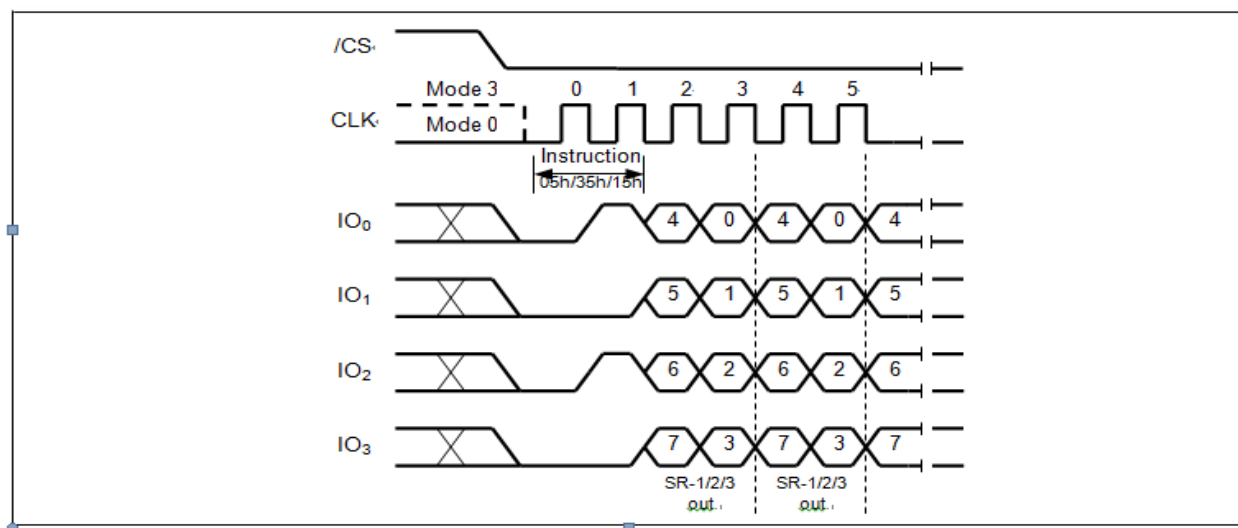 /CS
Mode 3 0 1 2 3 4 5
CLK Mode 0
Instruction
05h/35h/15h
IO₀ 4 0 4 0 4
IO₁ 5 1 5 1 5
IO₂ 6 2 6 2 6
IO₃ 7 3 7 3 7
SR-1/2/3 SR-1/2/3
out out